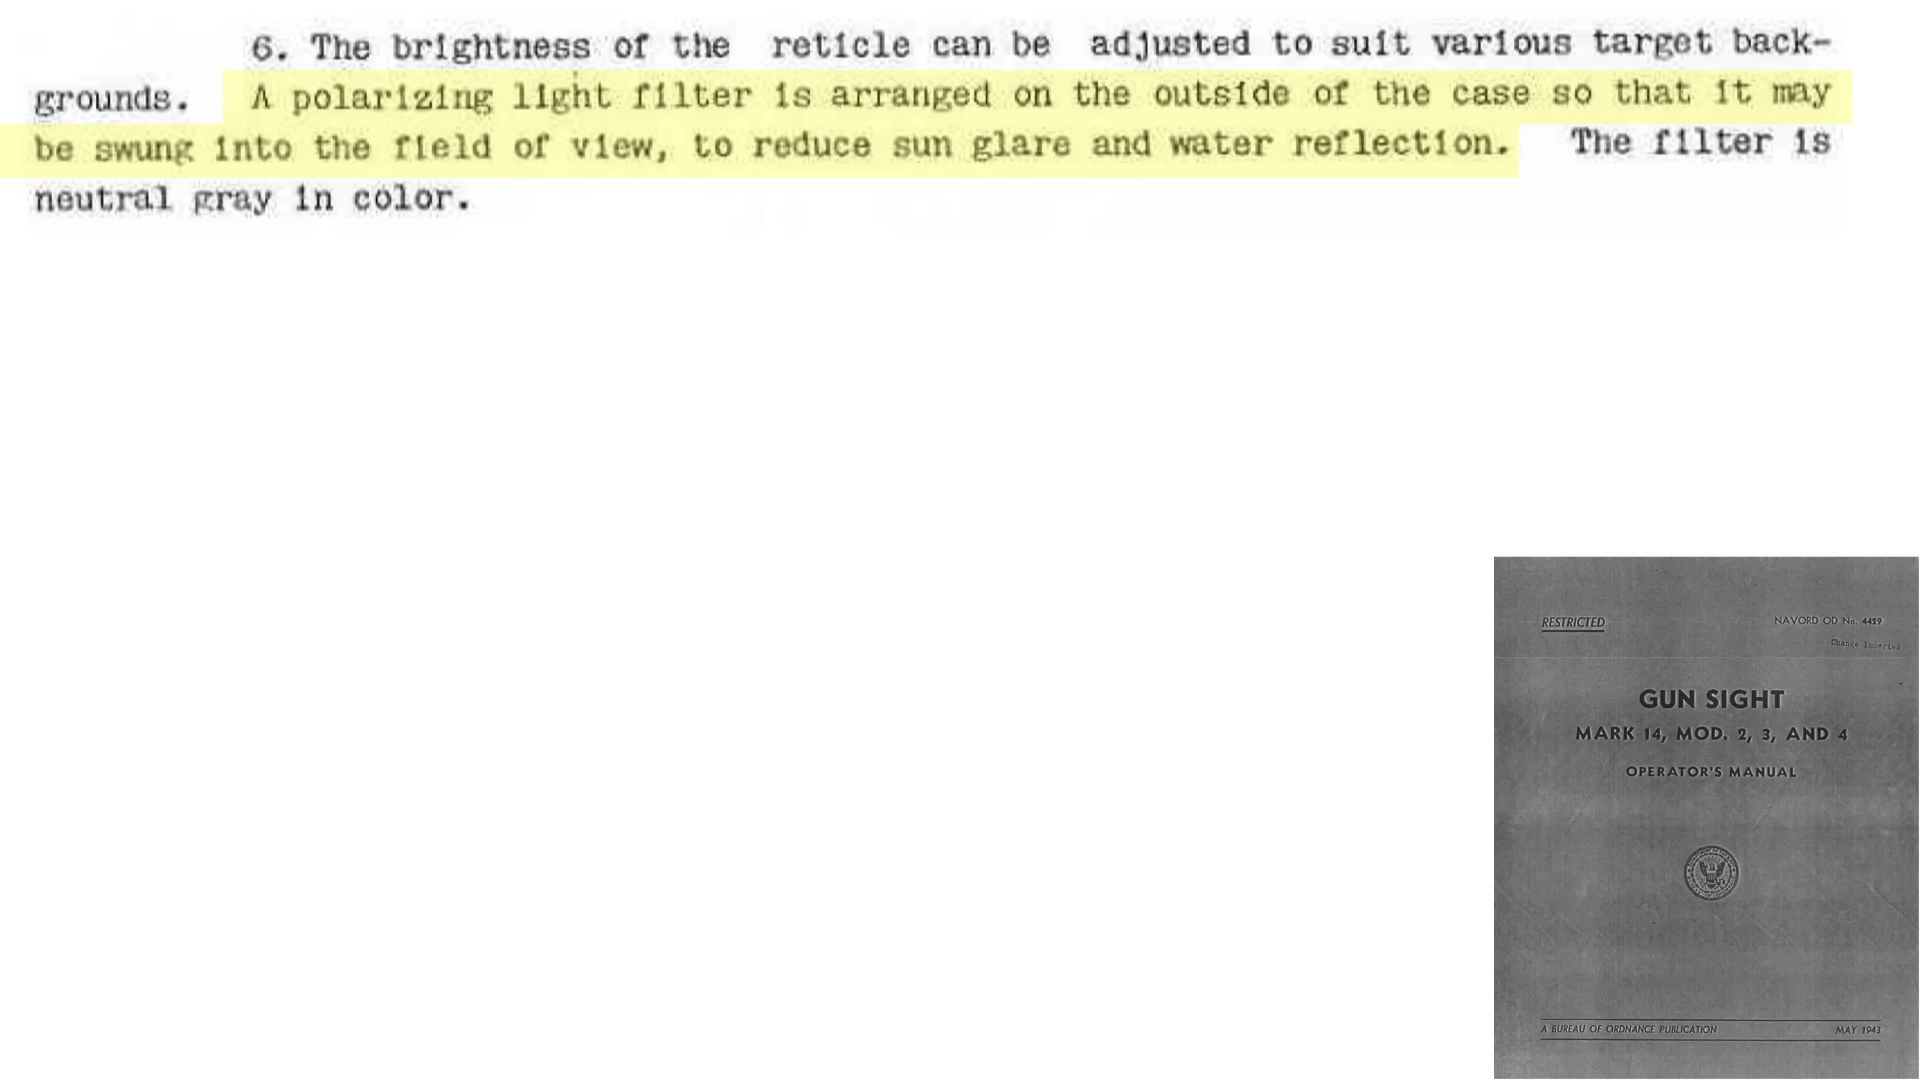 6. The brightness of the reticle can be adjusted to suit various target back-
grounds. A polarizing light filter is arranged on the outside of the case so that it may
be swung into the field of view, to reduce sun glare and water reflection. The filter is
neutral gray in color.
RESTRICTED
NAVORD OD No. 4429
Change Inserted
GUN SIGHT
MARK 14, MOD. 2, 3, AND 4
OPERATOR'S MANUAL
A BUREAU OF ORDNANCE PUBLICATION
MAY 1943